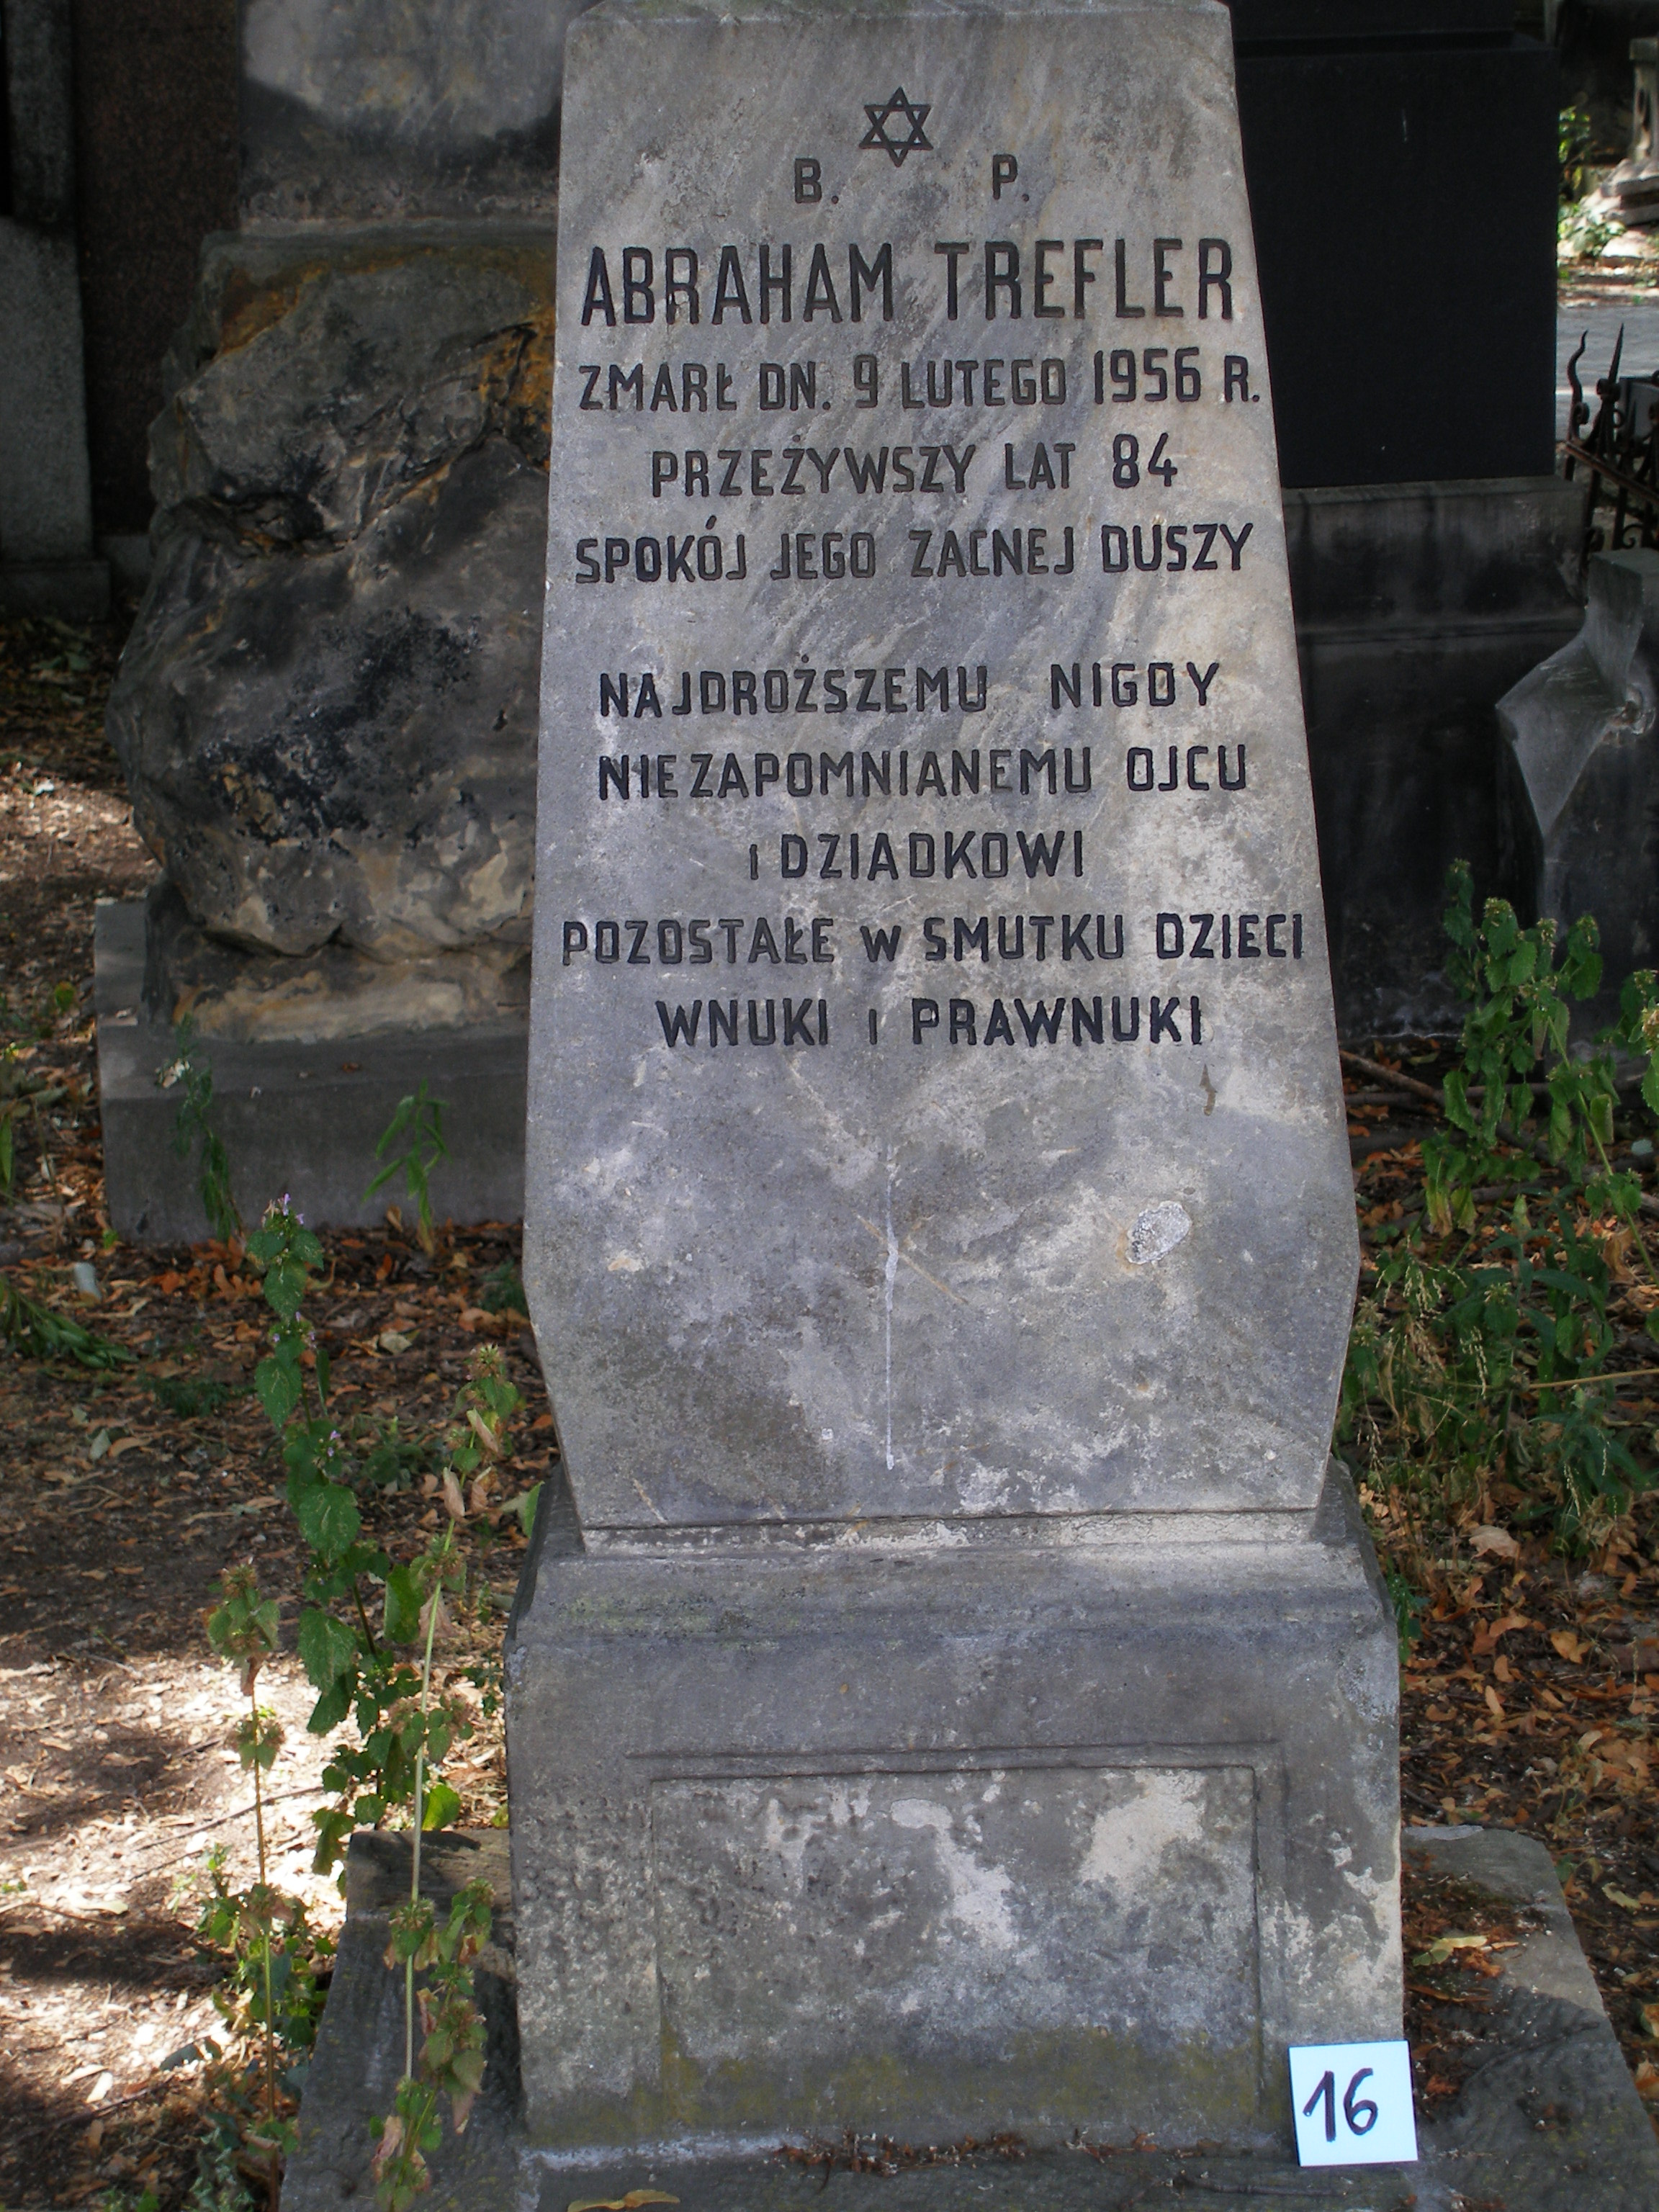 B. P.
ABRAHAM TREFLER
ZMARŁ DN. 9 LUTEGO 1956 R.
PRZEŻYWSZY LAT 84
SPOKÓJ JEGO ZACNEJ DUSZY
NAJDROŻSZEMU NIGDY
NIEZAPOMNIANEMU OJCU
I DZIADKOWI
POZOSTAŁE W SMUTKU DZIECI
WNUKI I PRAWNUKI
16